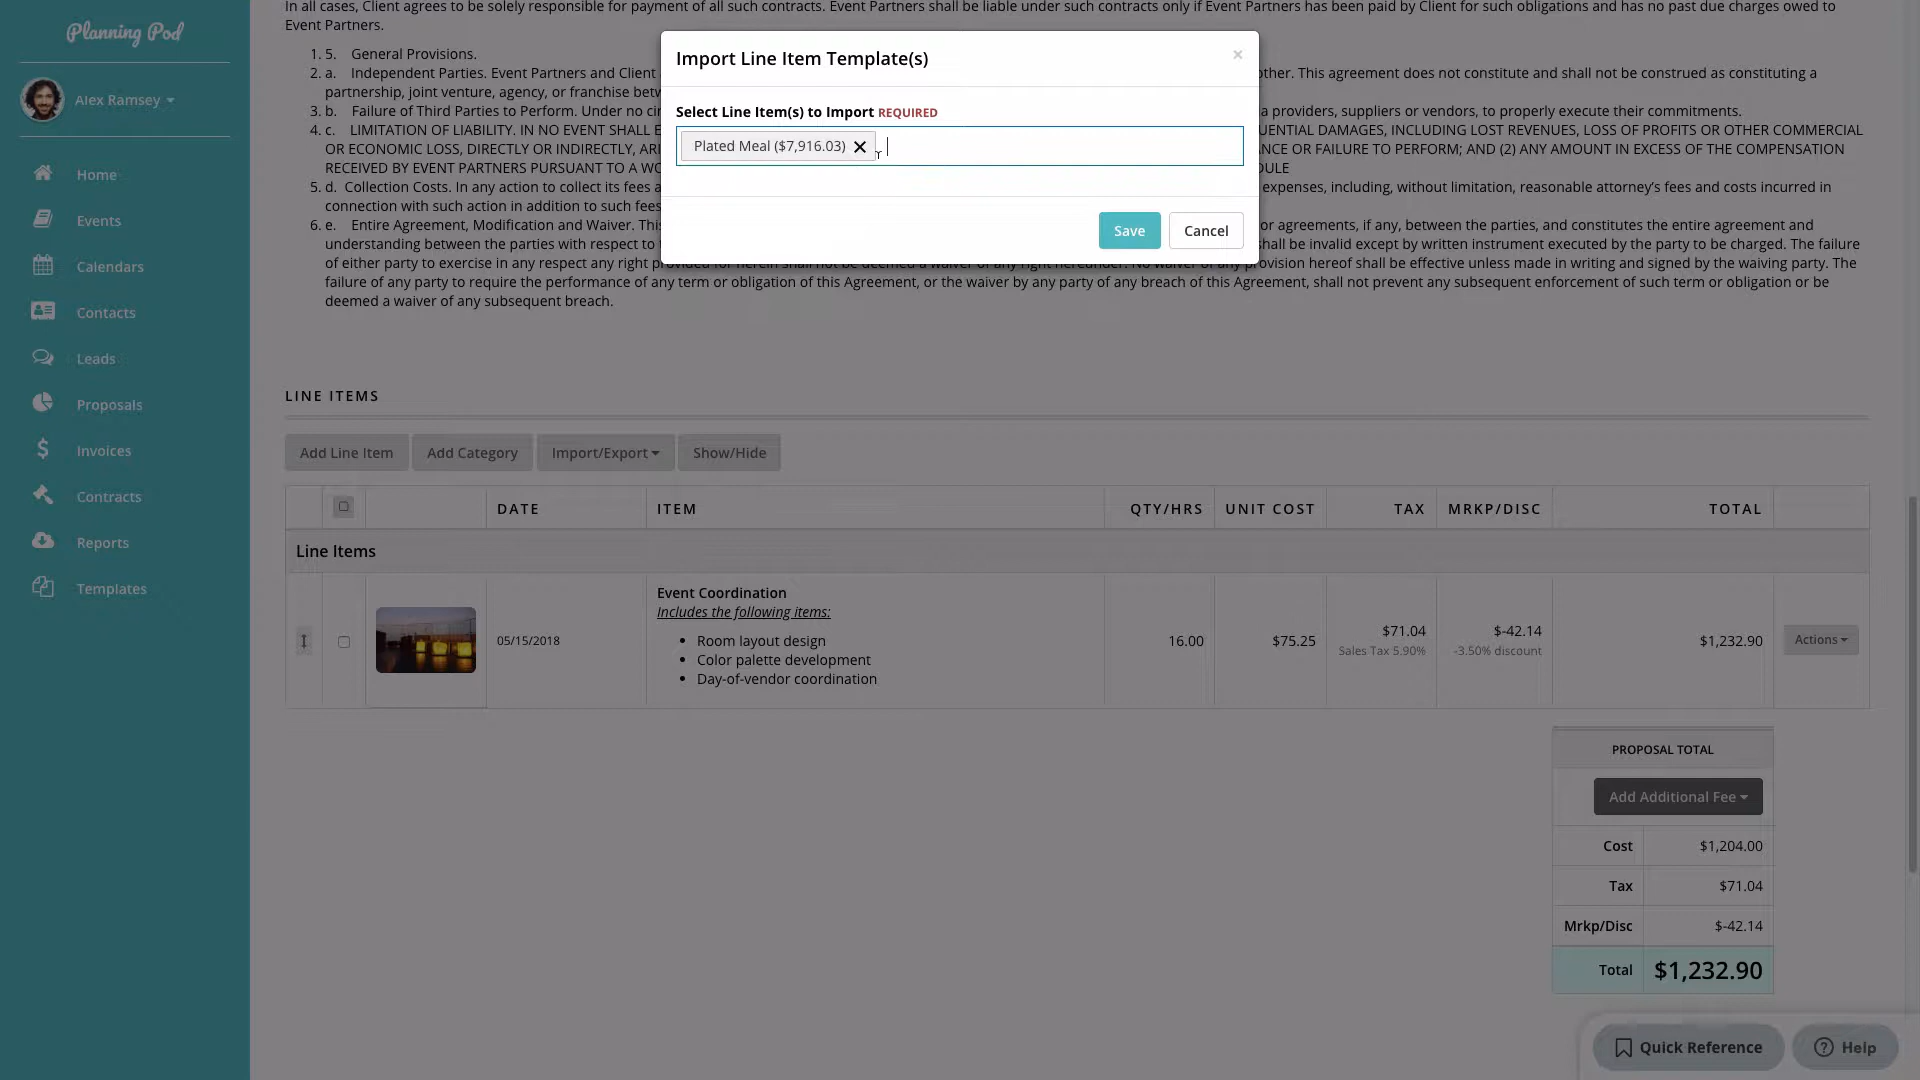 Planning Pod
Alex Ramsey
Home
Events
Calendars
Contacts
Leads
Proposals
Invoices
Contracts
Reports
Templates
In all cases, Client agrees to be solely responsible for payment of all such contracts. Event Partners shall be liable under such contracts only if Event Partners has been paid by Client for such obligations and has no past due charges owed to
Event Partners.
1. 5. General Provisions.
2. a. Independent Parties. Event Partners and Client
other. This agreement does not constitute and shall not be construed as constituting a
partnership, joint venture, agency, or franchise
3. b. Failure of Third Parties to Perform. Under no
a providers, suppliers or vendors, to properly execute their commitments.
4. c. LIMITATION OF LIABILITY. IN NO EVENT SHALL
DAMAGES, INCLUDING LOST REVENUES, LOSS OF PROFITS OR OTHER COMMERCIAL
OR ECONOMIC LOSS, DIRECTLY OR INDIRECTLY,
OR FAILURE TO PERFORM; AND (2) ANY AMOUNT IN EXCESS OF THE COMPENSATION
RECEIVED BY EVENT PARTNERS PURSUANT TO A
5. d. Collection Costs. In any action to collect its fees
expenses, including, without limitation, reasonable attorney's fees and costs incurred in
connection with such action in addition to such fees
6. e. Entire Agreement, Modification and Waiver.
or agreements, if any, between the parties, and constitutes the entire agreement and
understanding between the parties with respect to
shall be invalid except by written instrument executed by the party to be charged. The failure
of either party to exercise in any respect any right provided for herein shall not be deemed a waiver of any right hereunder. No waiver of any provision hereof shall be effective unless made in writing and signed by the waiving party. The
failure of any party to require the performance of any term or obligation of this Agreement, or the waiver by any party of any breach of this Agreement, shall not prevent any subsequent enforcement of such term or obligation or be
deemed a waiver of any subsequent breach.
Import Line Item Template(s)
×
Select Line Item(s) to Import REQUIRED
Plated Meal ($7,916.03)
Save
Cancel
LINE ITEMS
Add Line Item
Add Category
Import/Export
Show/Hide
DATE ITEM QTY/HRS UNIT COST TAX MRKP/DISC TOTAL
Line Items
Event Coordination
Includes the following items:
• Room layout design
• Color palette development
• Day-of-vendor coordination
05/15/2018
16.00
$75.25
$71.04
Sales Tax 5.90%
$-42.14
-3.50% discount
$1,232.90
Actions
PROPOSAL TOTAL
Add Additional Fee
Cost $1,204.00
Tax $71.04
Mrkp/Disc $-42.14
Total $1,232.90
Quick Reference
Help